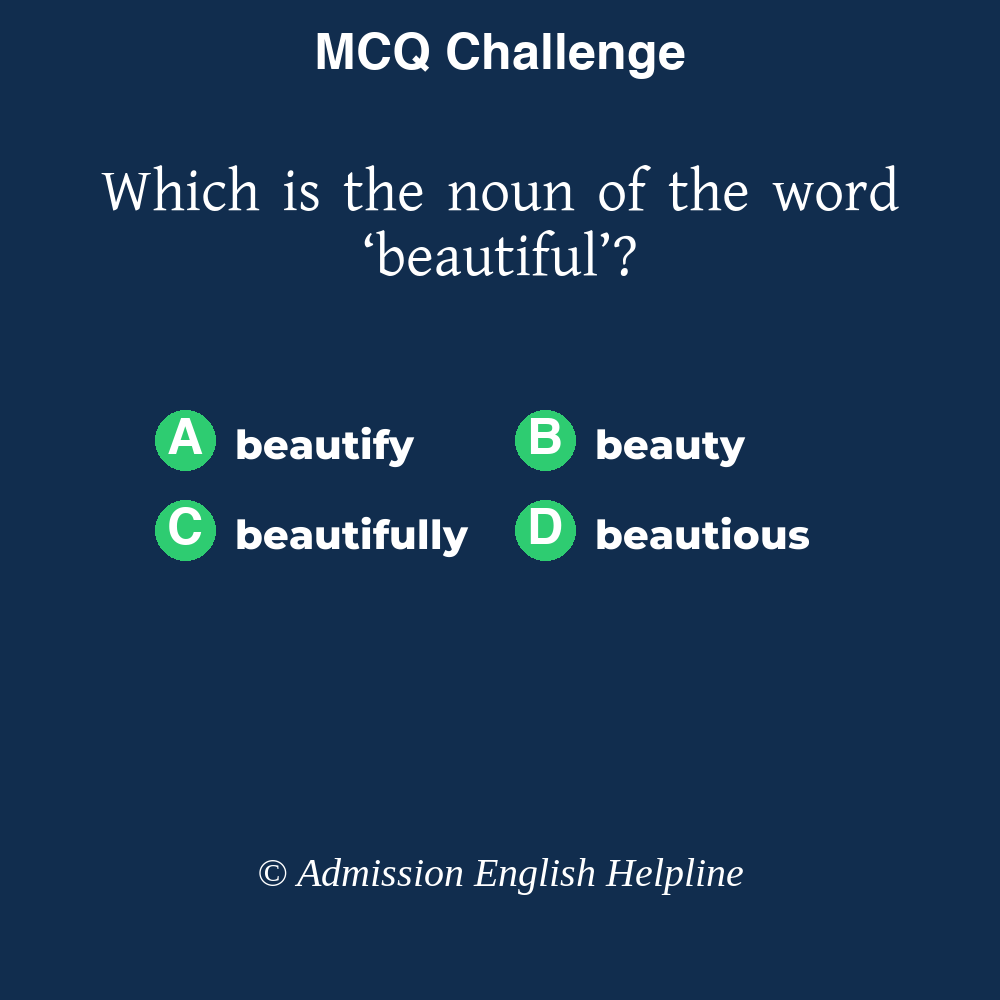 MCQ Challenge
Which is the noun of the word
‘beautiful’?
A beautify B beauty
C beautifully D beautious
© Admission English Helpline